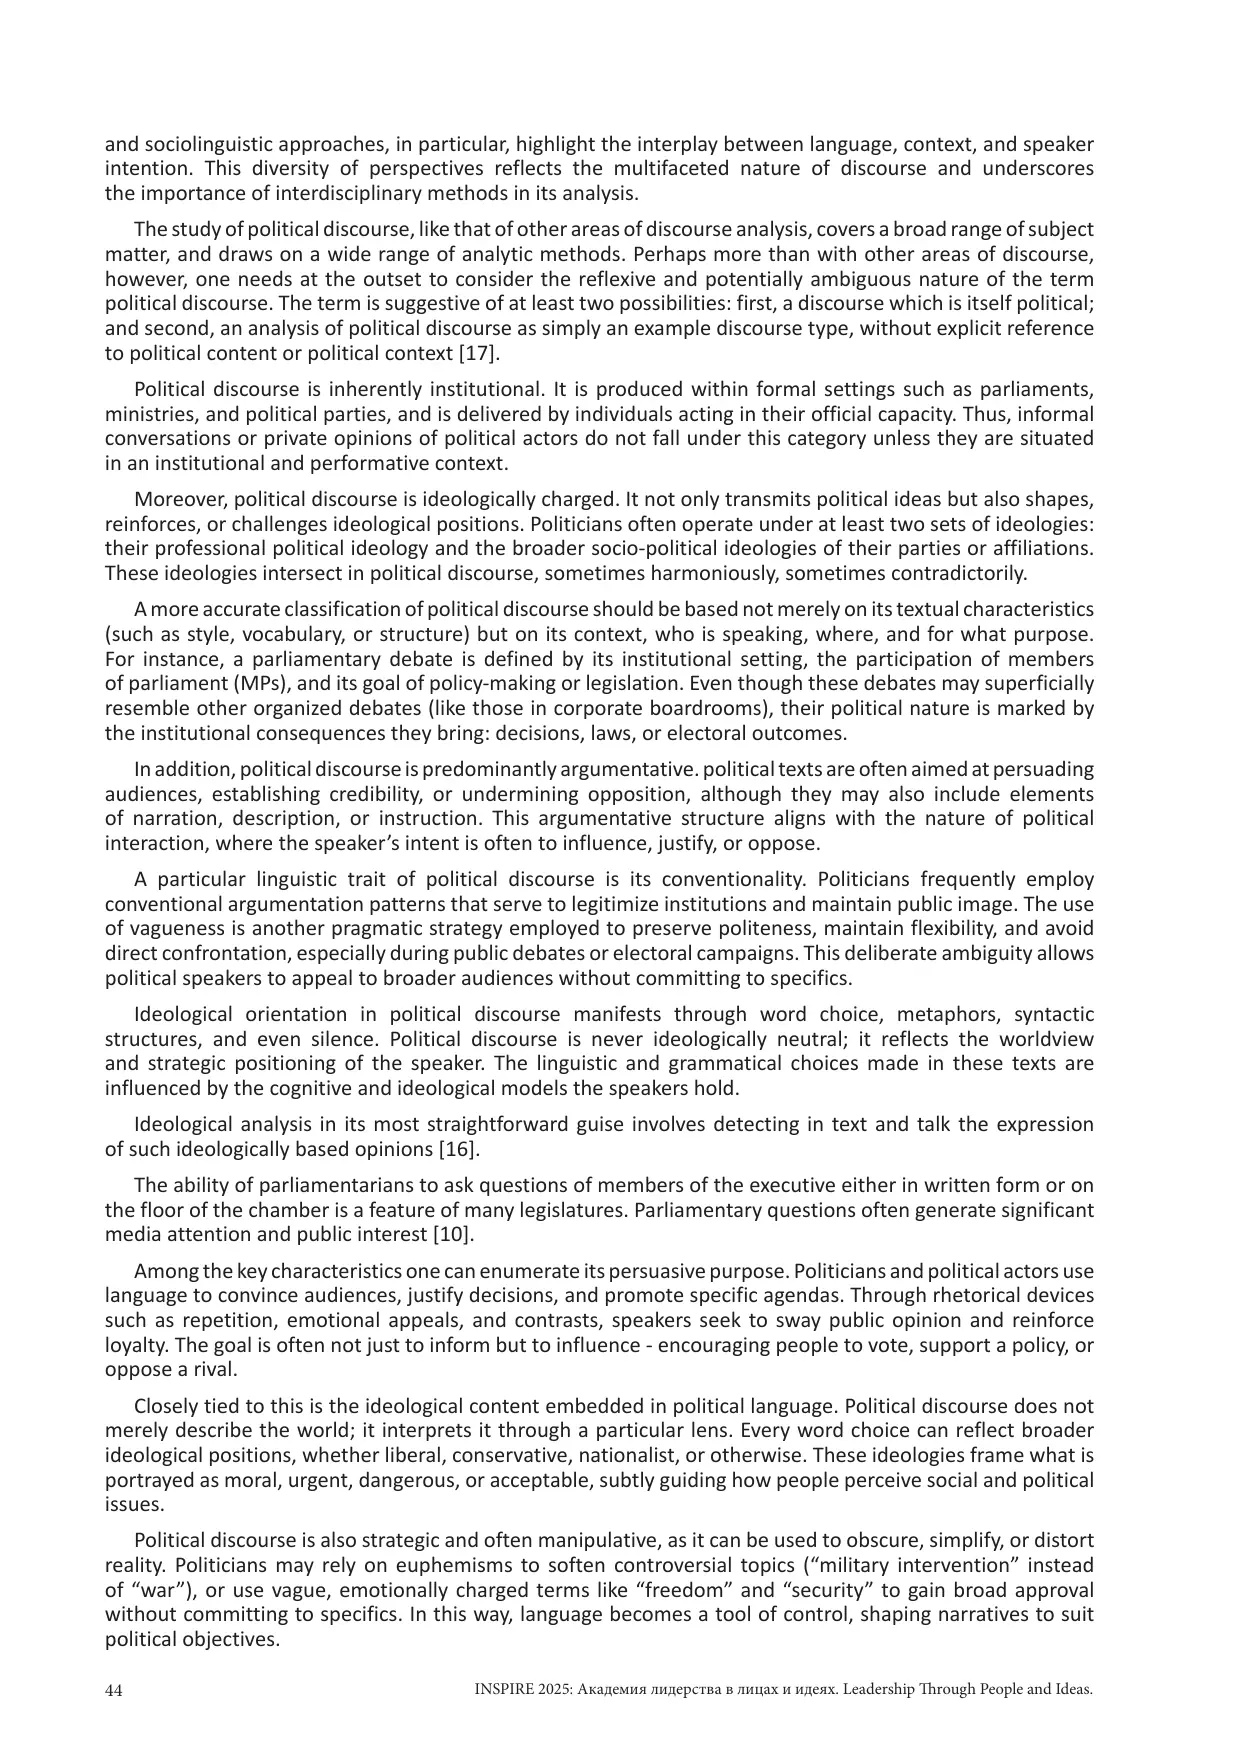 and sociolinguistic approaches, in particular, highlight the interplay between language, context, and speaker
intention. This diversity of perspectives reflects the multifaceted nature of discourse and underscores
the importance of interdisciplinary methods in its analysis.
The study of political discourse, like that of other areas of discourse analysis, covers a broad range of subject
matter, and draws on a wide range of analytic methods. Perhaps more than with other areas of discourse,
however, one needs at the outset to consider the reflexive and potentially ambiguous nature of the term
political discourse. The term is suggestive of at least two possibilities: first, a discourse which is itself political;
and second, an analysis of political discourse as simply an example discourse type, without explicit reference
to political content or political context [17].
Political discourse is inherently institutional. It is produced within formal settings such as parliaments,
ministries, and political parties, and is delivered by individuals acting in their official capacity. Thus, informal
conversations or private opinions of political actors do not fall under this category unless they are situated
in an institutional and performative context.
Moreover, political discourse is ideologically charged. It not only transmits political ideas but also shapes,
reinforces, or challenges ideological positions. Politicians often operate under at least two sets of ideologies:
their professional political ideology and the broader socio-political ideologies of their parties or affiliations.
These ideologies intersect in political discourse, sometimes harmoniously, sometimes contradictorily.
A more accurate classification of political discourse should be based not merely on its textual characteristics
(such as style, vocabulary, or structure) but on its context, who is speaking, where, and for what purpose.
For instance, a parliamentary debate is defined by its institutional setting, the participation of members
of parliament (MPs), and its goal of policy-making or legislation. Even though these debates may superficially
resemble other organized debates (like those in corporate boardrooms), their political nature is marked by
the institutional consequences they bring: decisions, laws, or electoral outcomes.
In addition, political discourse is predominantly argumentative. political texts are often aimed at persuading
audiences, establishing credibility, or undermining opposition, although they may also include elements
of narration, description, or instruction. This argumentative structure aligns with the nature of political
interaction, where the speaker’s intent is often to influence, justify, or oppose.
A particular linguistic trait of political discourse is its conventionality. Politicians frequently employ
conventional argumentation patterns that serve to legitimize institutions and maintain public image. The use
of vagueness is another pragmatic strategy employed to preserve politeness, maintain flexibility, and avoid
direct confrontation, especially during public debates or electoral campaigns. This deliberate ambiguity allows
political speakers to appeal to broader audiences without committing to specifics.
Ideological orientation in political discourse manifests through word choice, metaphors, syntactic
structures, and even silence. Political discourse is never ideologically neutral; it reflects the worldview
and strategic positioning of the speaker. The linguistic and grammatical choices made in these texts are
influenced by the cognitive and ideological models the speakers hold.
Ideological analysis in its most straightforward guise involves detecting in text and talk the expression
of such ideologically based opinions [16].
The ability of parliamentarians to ask questions of members of the executive either in written form or on
the floor of the chamber is a feature of many legislatures. Parliamentary questions often generate significant
media attention and public interest [10].
Among the key characteristics one can enumerate its persuasive purpose. Politicians and political actors use
language to convince audiences, justify decisions, and promote specific agendas. Through rhetorical devices
such as repetition, emotional appeals, and contrasts, speakers seek to sway public opinion and reinforce
loyalty. The goal is often not just to inform but to influence - encouraging people to vote, support a policy, or
oppose a rival.
Closely tied to this is the ideological content embedded in political language. Political discourse does not
merely describe the world; it interprets it through a particular lens. Every word choice can reflect broader
ideological positions, whether liberal, conservative, nationalist, or otherwise. These ideologies frame what is
portrayed as moral, urgent, dangerous, or acceptable, subtly guiding how people perceive social and political
issues.
Political discourse is also strategic and often manipulative, as it can be used to obscure, simplify, or distort
reality. Politicians may rely on euphemisms to soften controversial topics (“military intervention” instead
of “war”), or use vague, emotionally charged terms like “freedom” and “security” to gain broad approval
without committing to specifics. In this way, language becomes a tool of control, shaping narratives to suit
political objectives.
44 INSPIRE 2025: Академия лидерства в лицах и идеях. Leadership Through People and Ideas.